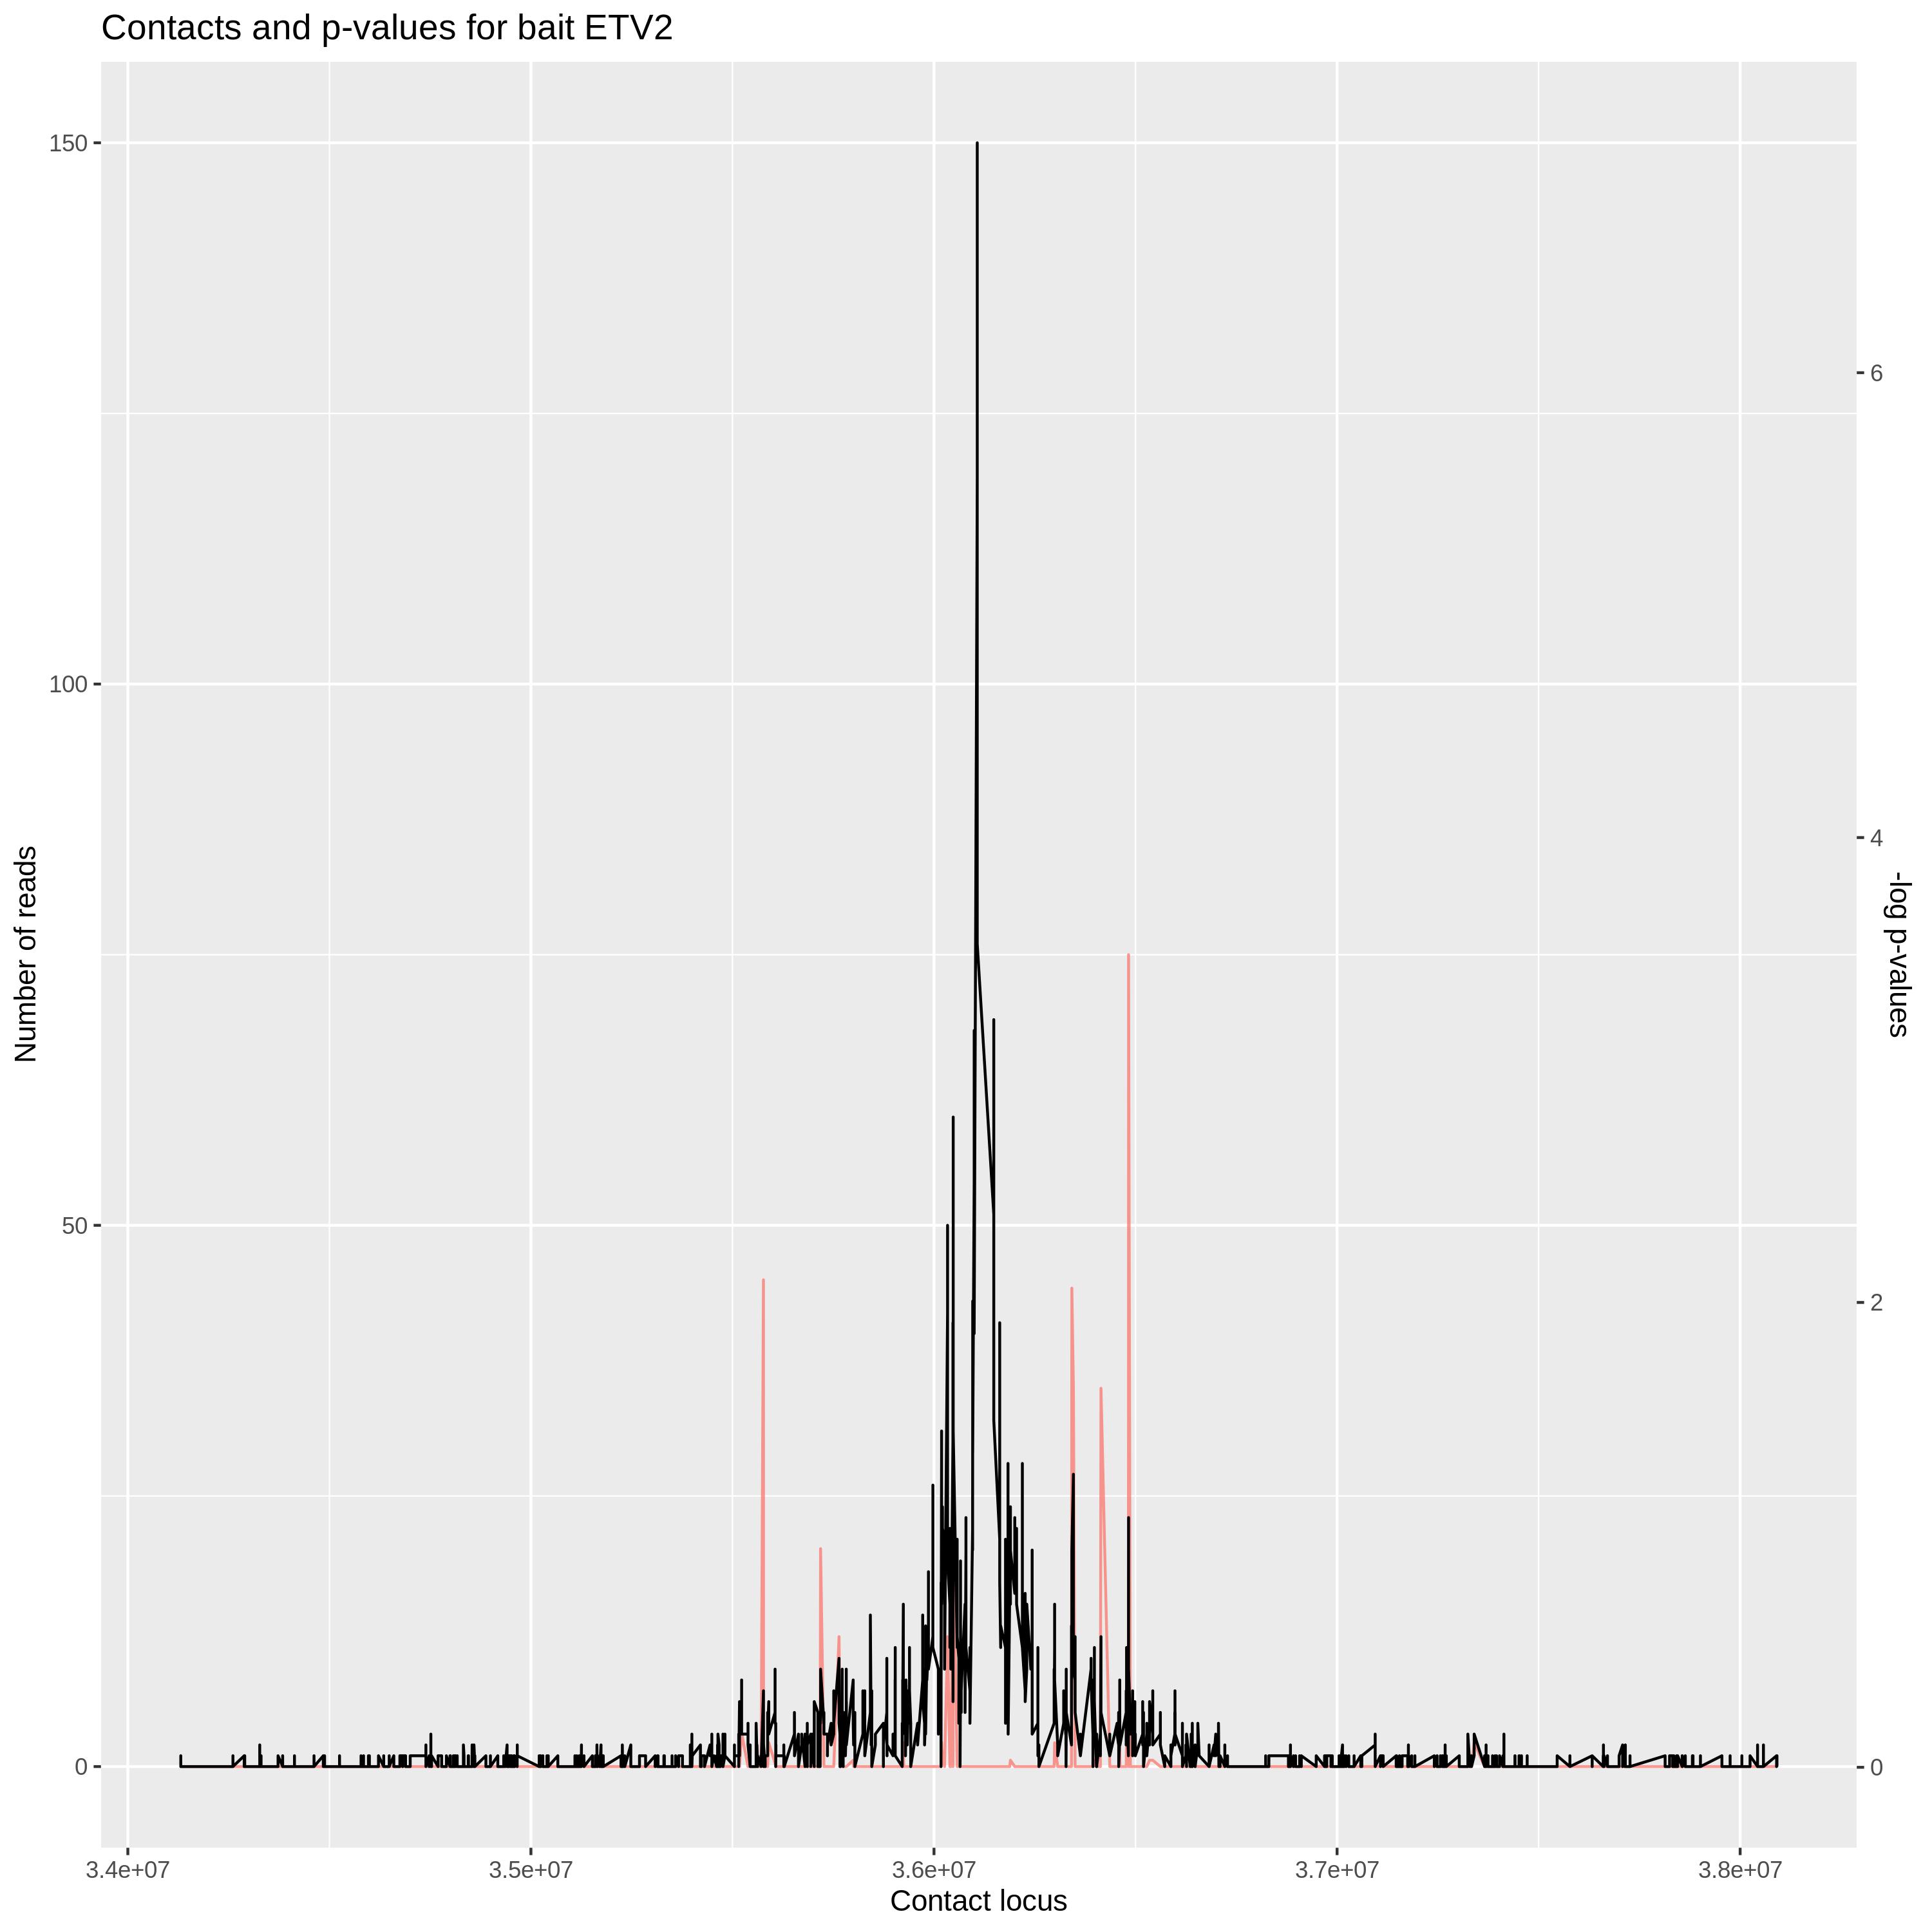 Contacts and p-values for bait ETV2
150
100
50
0
Number of reads
6
4
2
0
-log p-values
3.4e+07
3.5e+07
3.6e+07
3.7e+07
3.8e+07
Contact locus